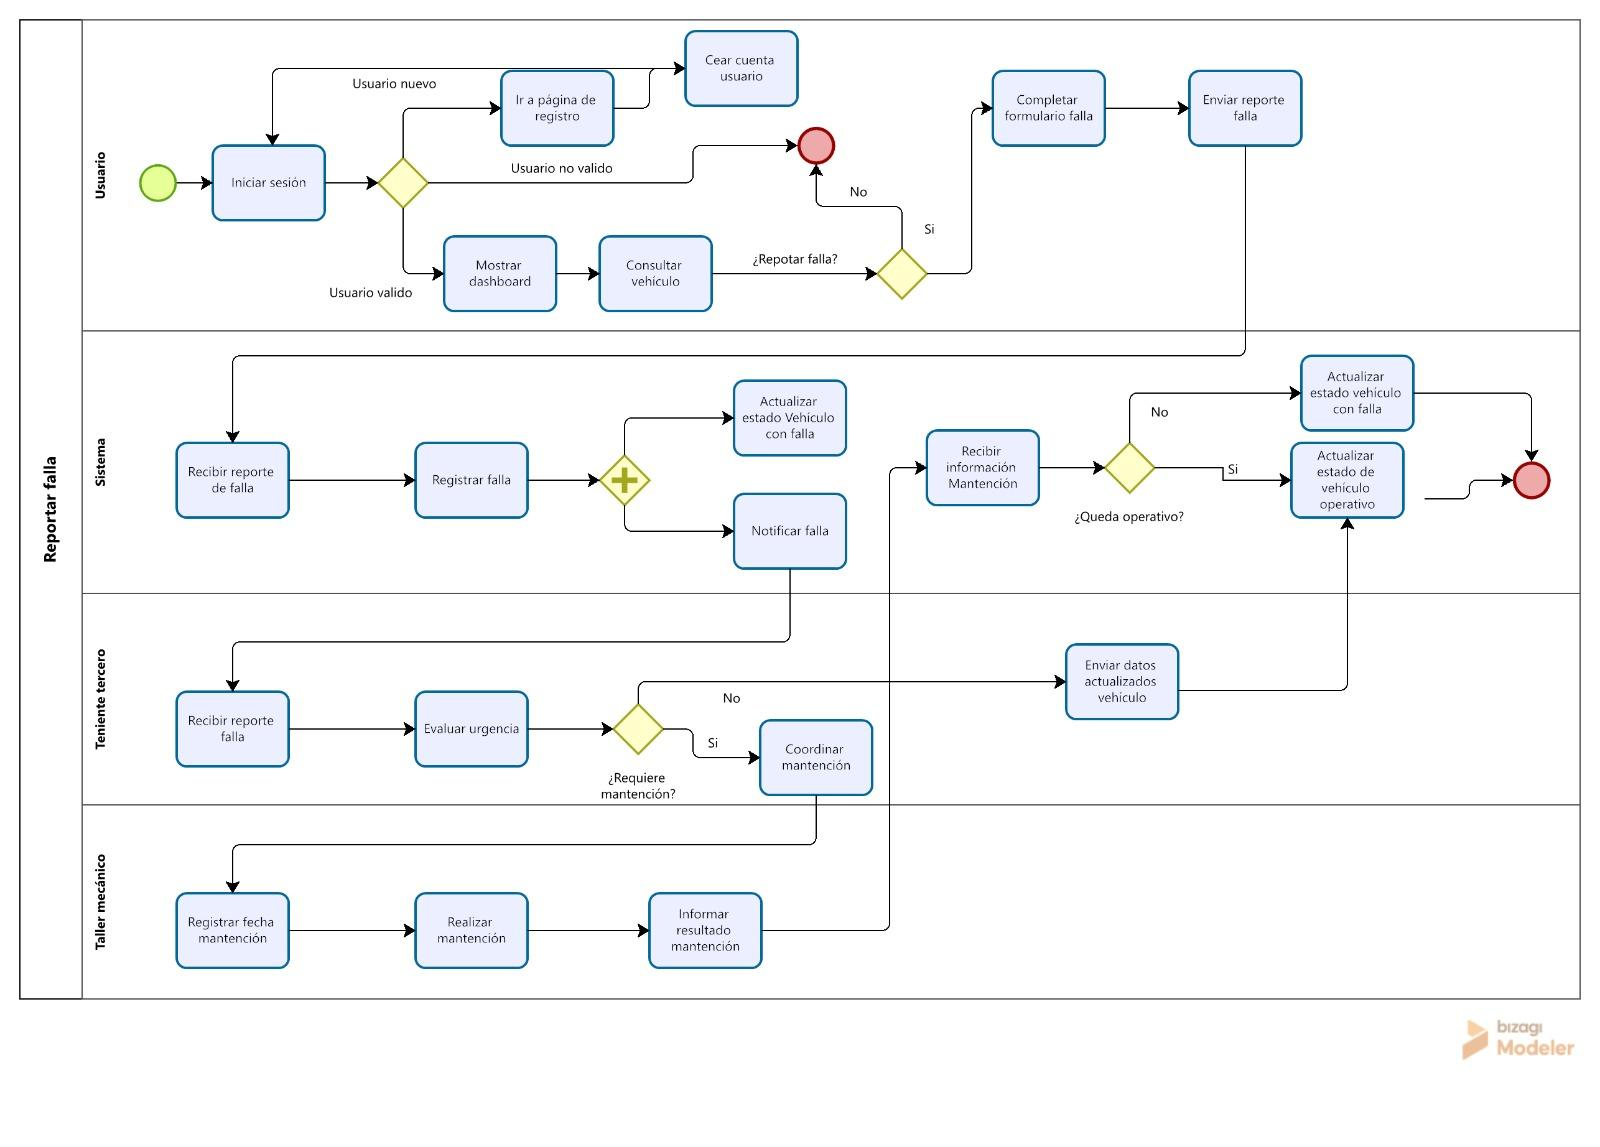 Reportar falla
Usuario
Cear cuenta
usuario
Usuario nuevo
Ir a página de
registro
Completar
formulario falla
Enviar reporte
falla
Iniciar sesión
Usuario no valido
No
Si
Mostrar
dashboard
Consultar
vehículo
¿Repotar falla?
Usuario valido
Sistema
Actualizar
estado vehículo
con falla
Actualizar
estado Vehículo
con falla
No
Recibir reporte
de falla
Registrar falla
Recibir
información
Mantención
Si
Actualizar
estado de
vehículo
operativo
¿Queda operativo?
Notificar falla
Teniente tercero
Enviar datos
actualizados
vehículo
No
Recibir reporte
falla
Evaluar urgencia
Si
Coordinar
mantención
¿Requiere
mantención?
Taller mecánico
Registrar fecha
mantención
Realizar
mantención
Informar
resultado
mantención
bizagi
Modeler